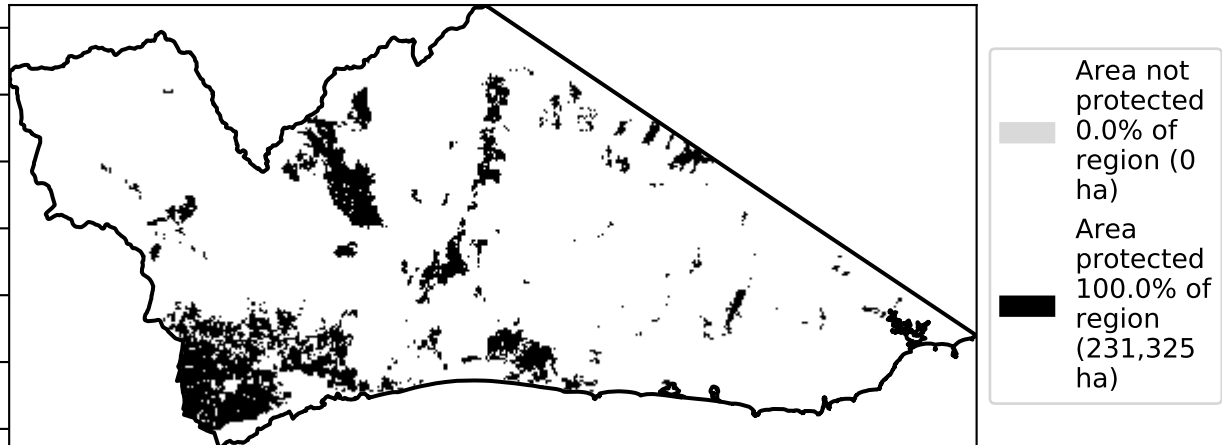 Area not
protected
0.0% of
region (0
ha)
Area
protected
100.0% of
region
(231,325
ha)